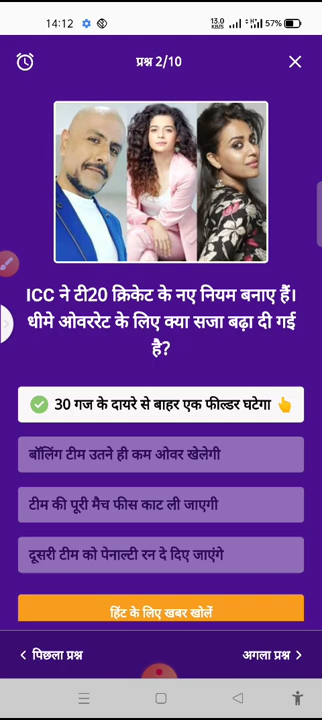 14:12 13.0 KB/S 57%
प्रश्न 2/10
ICC ने टी20 क्रिकेट के नए नियम बनाए हैं।
धीमे ओवररेट के लिए क्या सजा बढ़ा दी गई
है?
30 गज के दायरे से बाहर एक फील्डर घटेगा
बॉलिंग टीम उतने ही कम ओवर खेलेगी
टीम की पूरी मैच फीस काट ली जाएगी
दूसरी टीम को पेनाल्टी रन दे दिए जाएंगे
हिंट के लिए खबर खोलें
< पिछला प्रश्न अगला प्रश्न >